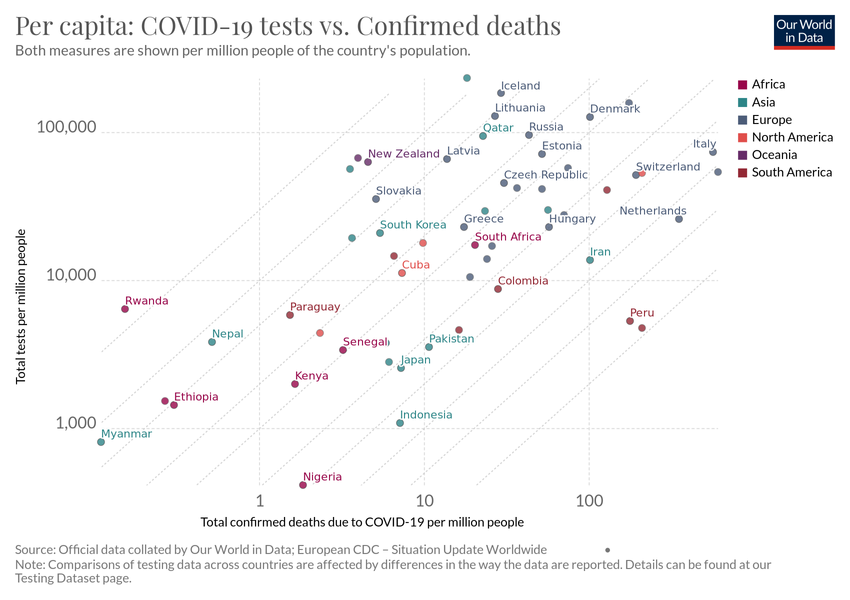 Per capita: COVID-19 tests vs. Confirmed deaths
Both measures are shown per million people of the country's population.
Our World
in Data
Iceland
Lithuania
Denmark
Qatar
Russia
100,000
Estonia
Italy
New Zealand
Latvia
Switzerland
Czech Republic
Slovakia
Netherlands
South Korea
Greece
Hungary
South Africa
Iran
Cuba
10,000
Colombia
Rwanda
Paraguay
Peru
Nepal
Senegal
Pakistan
Japan
Kenya
Ethiopia
Indonesia
1,000
Myanmar
Nigeria
Africa
Asia
Europe
North America
Oceania
South America
Total tests per million people
1
10
100
Total confirmed deaths due to COVID-19 per million people
Source: Official data collated by Our World in Data; European CDC – Situation Update Worldwide
Note: Comparisons of testing data across countries are affected by differences in the way the data are reported. Details can be found at our
Testing Dataset page.